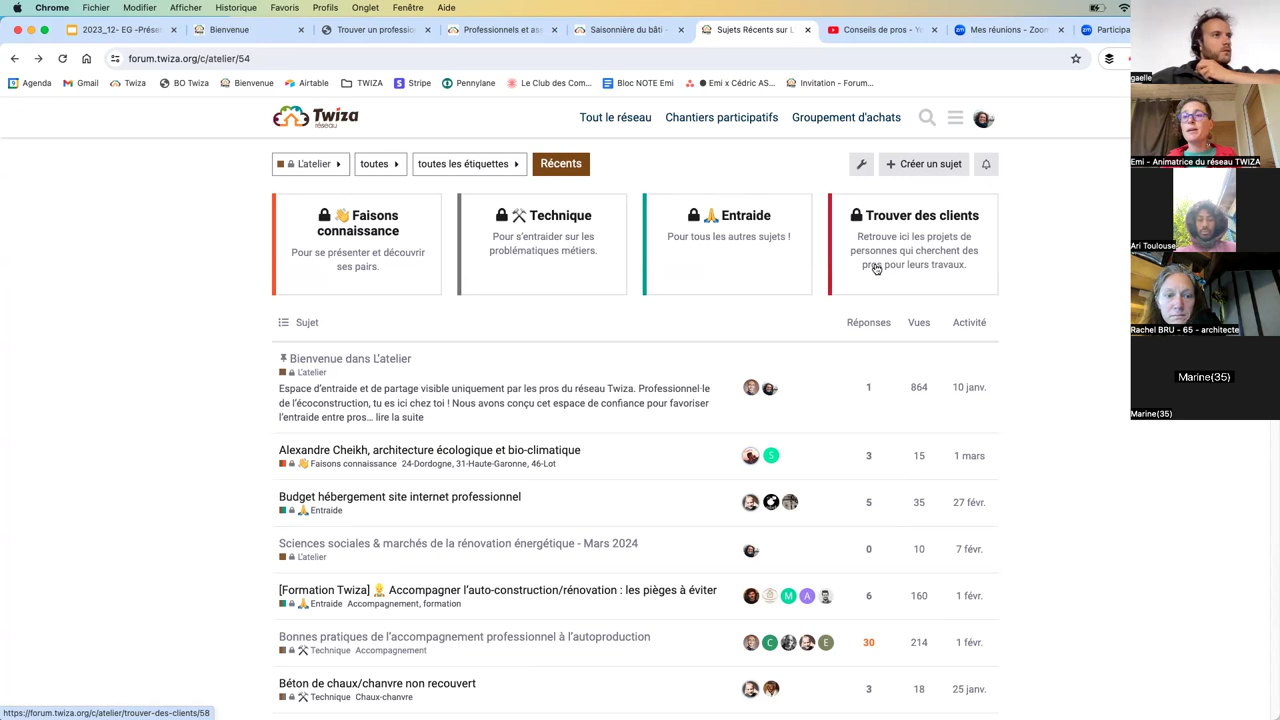 Chrome Fichier Modifier Afficher Historique Favoris Profils Onglet Fenêtre Aide
2023_12- EG -Prése
Bienvenue
Trouver un professio
Professionnels et ass
Saisonnière du bâti -
Sujets Récents sur L'
Conseils de pros - Yo
Mes réunions - Zoom
Participa
forum.twiza.org/c/atelier/54
Agenda Gmail Twiza BO Twiza Bienvenue Airtable TWIZA Stripe Pennylane Le Club des Com... Bloc NOTE Emi Emi x Cédric AS... Invitation - Forum...
Twiza
réseau
Tout le réseau Chantiers participatifs Groupement d'achats
L'atelier toutes toutes les étiquettes Récents Créer un sujet
Faisons
connaissance
Pour se présenter et découvrir
ses pairs.
Technique
Pour s'entraider sur les
problématiques métiers.
Entraide
Pour tous les autres sujets !
Trouver des clients
Retrouve ici les projets de
personnes qui cherchent des
pros pour leurs travaux.
Sujet Réponses Vues Activité
Bienvenue dans L'atelier
L'atelier
Espace d'entraide et de partage visible uniquement par les pros du réseau Twiza. Professionnel·le
de l'écoconstruction, tu es ici chez toi ! Nous avons conçu cet espace de confiance pour favoriser
l'entraide entre pros… lire la suite
1 864 10 janv.
Alexandre Cheikh, architecture écologique et bio-climatique
Faisons connaissance 24-Dordogne, 31-Haute-Garonne, 46-Lot
S 3 15 1 mars
Budget hébergement site internet professionnel
Entraide
5 35 27 févr.
Sciences sociales & marchés de la rénovation énergétique - Mars 2024
L'atelier
0 10 7 févr.
[Formation Twiza] Accompagner l'auto-construction/rénovation : les pièges à éviter
Entraide Accompagnement, formation
M A 6 160 1 févr.
Bonnes pratiques de l'accompagnement professionnel à l'autoproduction
Technique Accompagnement
C E 30 214 1 févr.
Béton de chaux/chanvre non recouvert
Technique Chaux-chanvre
3 18 25 janv.
https://forum.twiza.org/c/atelier/trouver-des-clients/58
gaelle
Emi - Animatrice du réseau TWIZA
Ari Toulouse
Rachel BRU - 65 - architecte
Marine(35)
Marine(35)